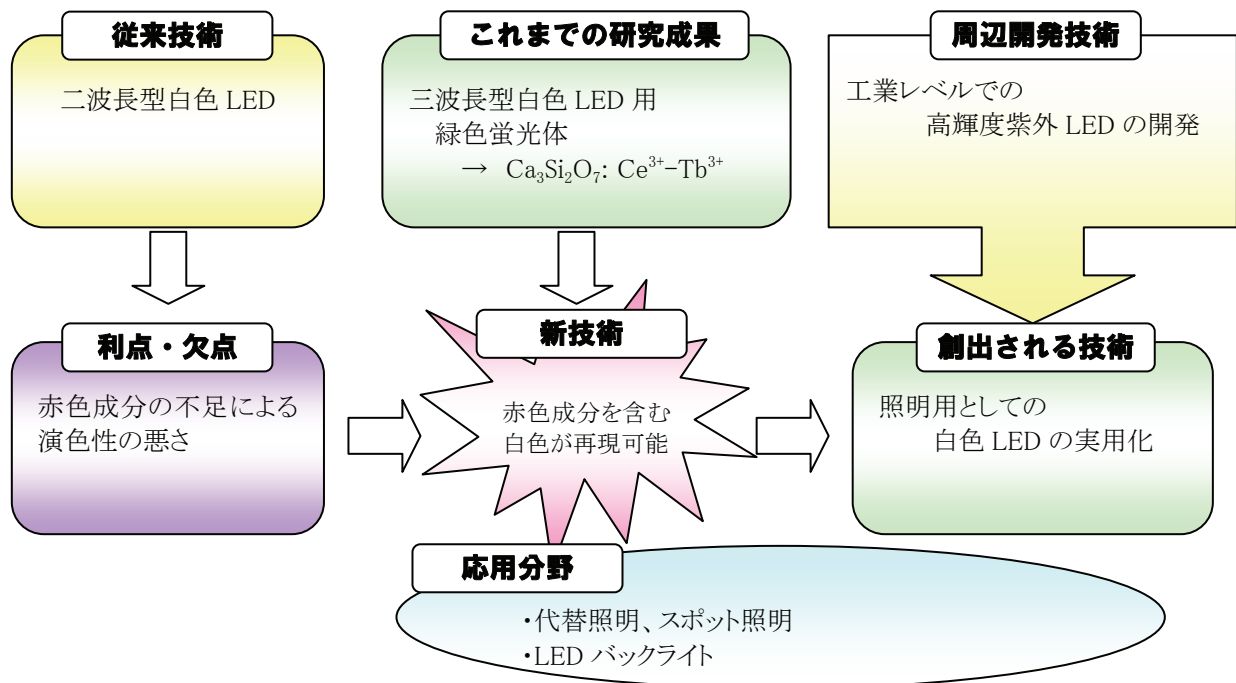 従来技術
二波長型白色 LED
これまでの研究成果
三波長型白色 LED 用
緑色蛍光体
→ Ca₃Si₂O₇: Ce³⁺−Tb³⁺
周辺開発技術
工業レベルでの
高輝度紫外 LED の開発
利点・欠点
赤色成分の不足による
演色性の悪さ
新技術
赤色成分を含む
白色が再現可能
創出される技術
照明用としての
白色 LED の実用化
応用分野
・代替照明、スポット照明
・LED バックライト